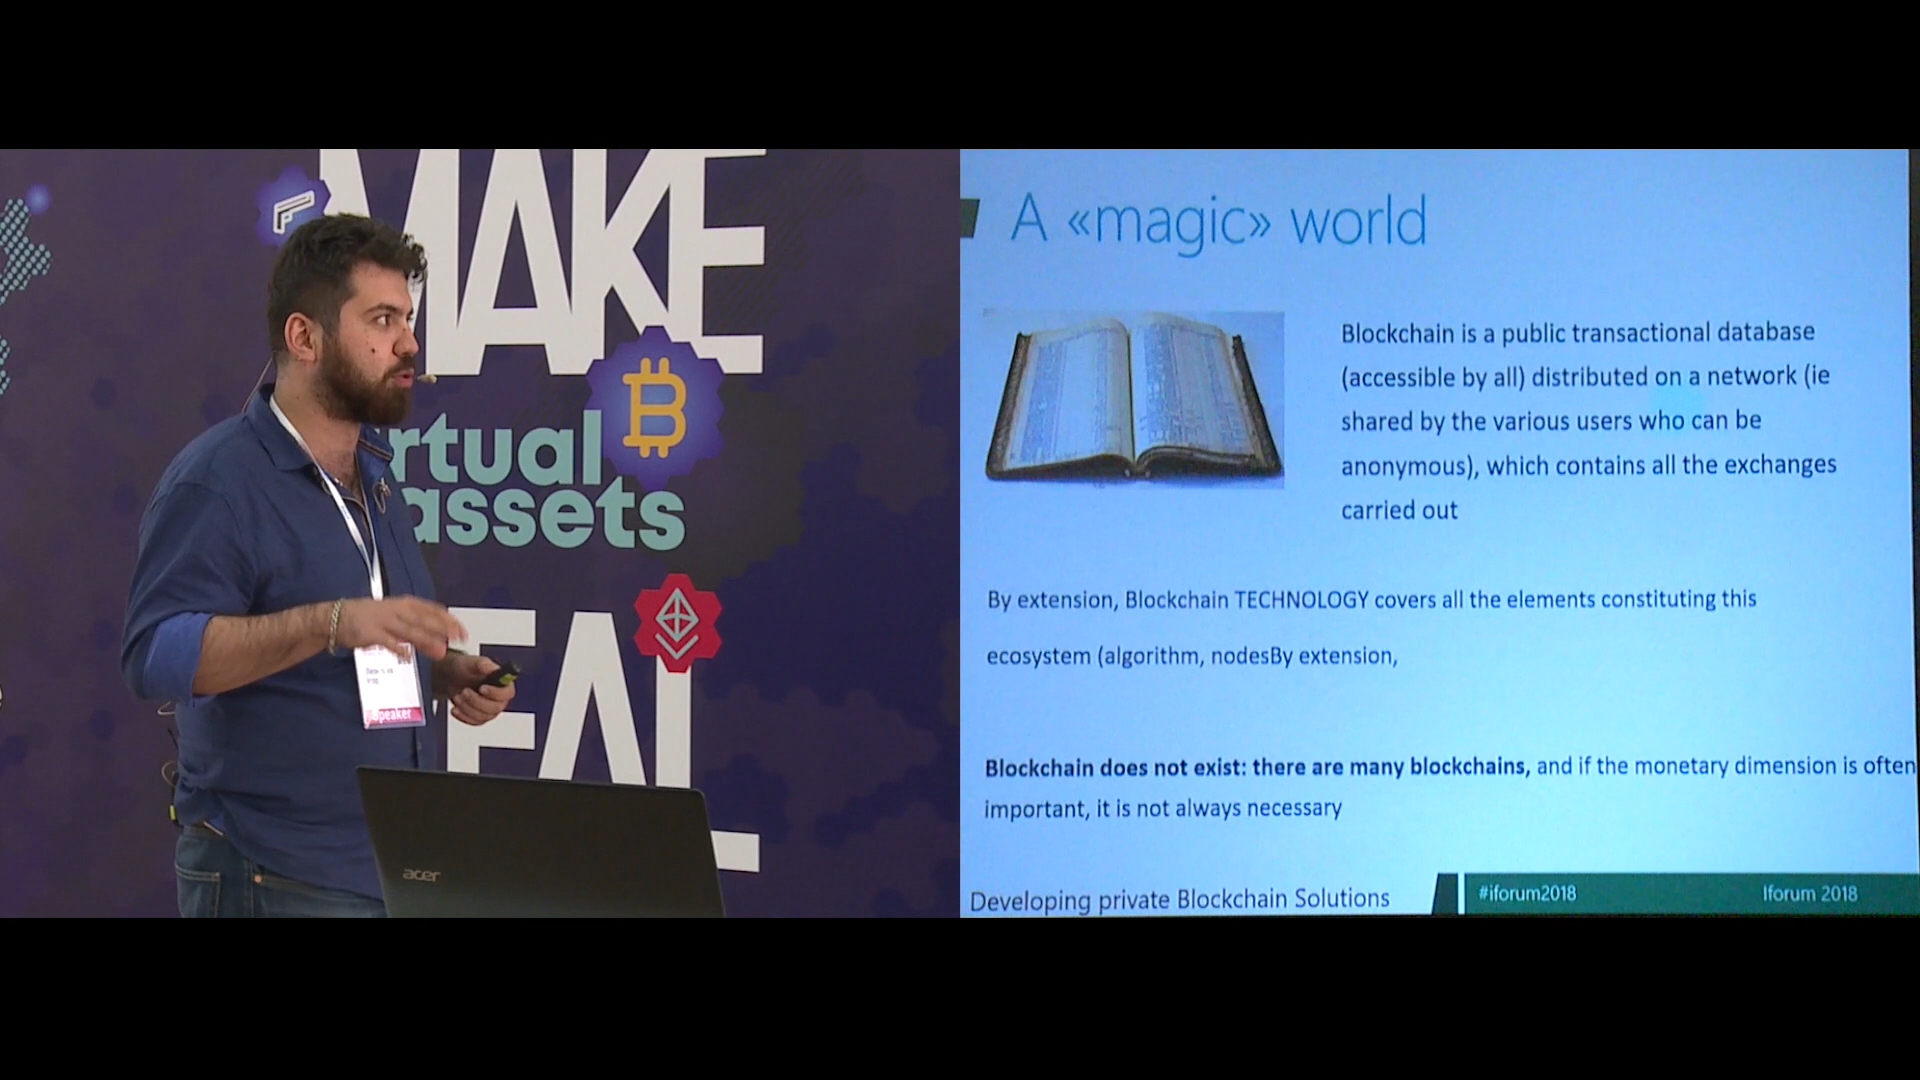 MAKE
rtual
assets
EAL
Speaker
acer
A «magic» world
Blockchain is a public transactional database
(accessible by all) distributed on a network (ie
shared by the various users who can be
anonymous), which contains all the exchanges
carried out
By extension, Blockchain TECHNOLOGY covers all the elements constituting this
ecosystem (algorithm, nodesBy extension,
Blockchain does not exist: there are many blockchains, and if the monetary dimension is often
important, it is not always necessary
Developing private Blockchain Solutions
#iforum2018
Iforum 2018